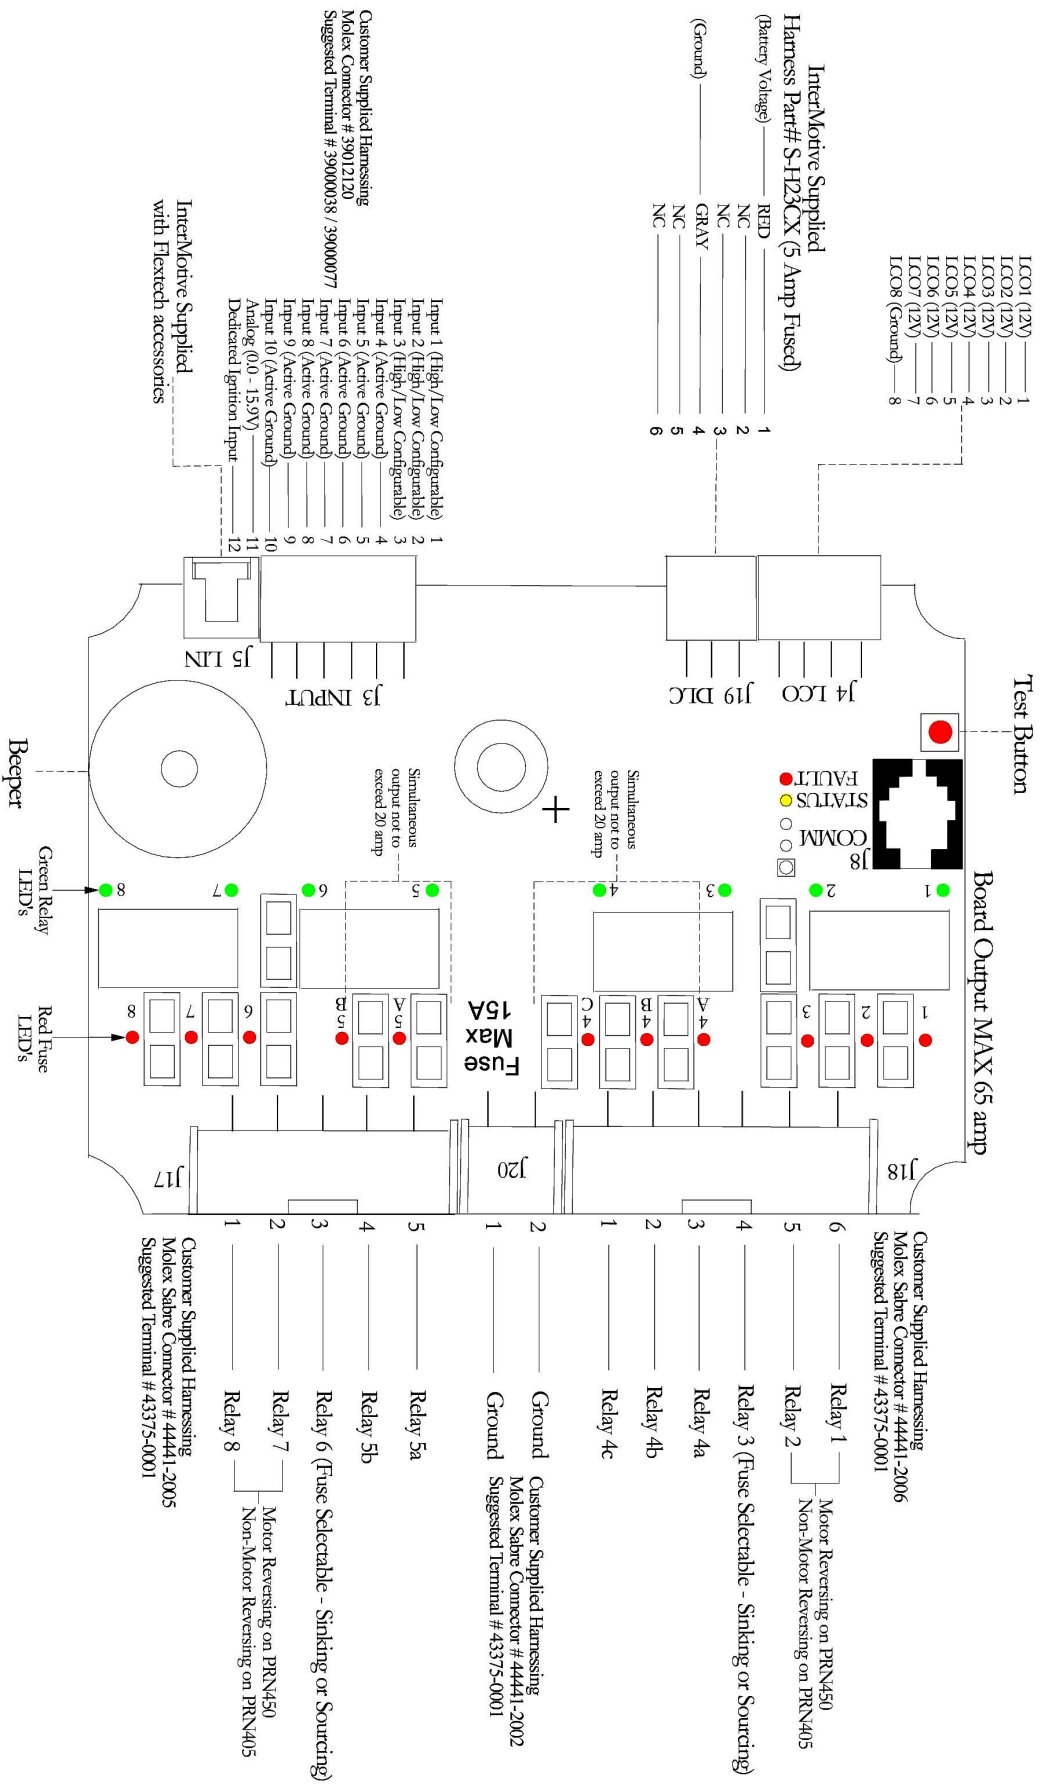 LCO1 (12V) 1
LCO2 (12V) 2
LCO3 (12V) 3
LCO4 (12V) 4
LCO5 (12V) 5
LCO6 (12V) 6
LCO7 (12V) 7
LCO8 (Ground) 8
InterMotive Supplied
Harness Part# S-H23CX (5 Amp Fused)
(Battery Voltage) RED 1
NC 2
NC 3
(Ground) GRAY 4
NC 5
NC 6
Customer Supplied Harnessing
Molex Connector # 39012120
Suggested Terminal # 39000038 / 39000077
Input 1 (High/Low Configurable) 1
Input 2 (High/Low Configurable) 2
Input 3 (High/Low Configurable) 3
Input 4 (Active Ground) 4
Input 5 (Active Ground) 5
Input 6 (Active Ground) 6
Input 7 (Active Ground) 7
Input 8 (Active Ground) 8
Input 9 (Active Ground) 9
Input 10 (Active Ground) 10
Analog (0.0 - 15.9V) 11
Dedicated Ignition Input 12
InterMotive Supplied
with Flextech accessories
Test Button
J4 LCO
J19 DLC
J3 INPUT
J5 LIN
FAULT
STATUS
COMM
J8
Beeper
Board Output MAX 65 amp
Simultaneous
output not to
exceed 20 amp
Simultaneous
output not to
exceed 20 amp
1
2
3
4
5
6
7
8
Green Relay
LED's
1
2
3
A 4
B 4
C 4
Fuse
Max
15A
A 5
B 5
6
7
8
Red Fuse
LED's
J18
J20
J17
6 Relay 1
5 Relay 2
Motor Reversing on PRN450
Non-Motor Reversing on PRN405
4 Relay 3 (Fuse Selectable - Sinking or Sourcing)
3 Relay 4a
2 Relay 4b
1 Relay 4c
2 Ground
1 Ground
5 Relay 5a
4 Relay 5b
3 Relay 6 (Fuse Selectable - Sinking or Sourcing)
2 Relay 7
1 Relay 8
Motor Reversing on PRN450
Non-Motor Reversing on PRN405
Customer Supplied Harnessing
Molex Sabre Connector # 44441-2006
Suggested Terminal # 43375-0001
Customer Supplied Harnessing
Molex Sabre Connector # 44441-2002
Suggested Terminal # 43375-0001
Customer Supplied Harnessing
Molex Sabre Connector # 44441-2005
Suggested Terminal # 43375-0001